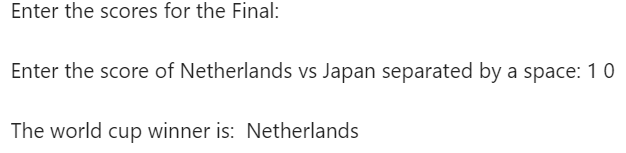 Enter the scores for the Final:
Enter the score of Netherlands vs Japan separated by a space: 1 0
The world cup winner is:  Netherlands